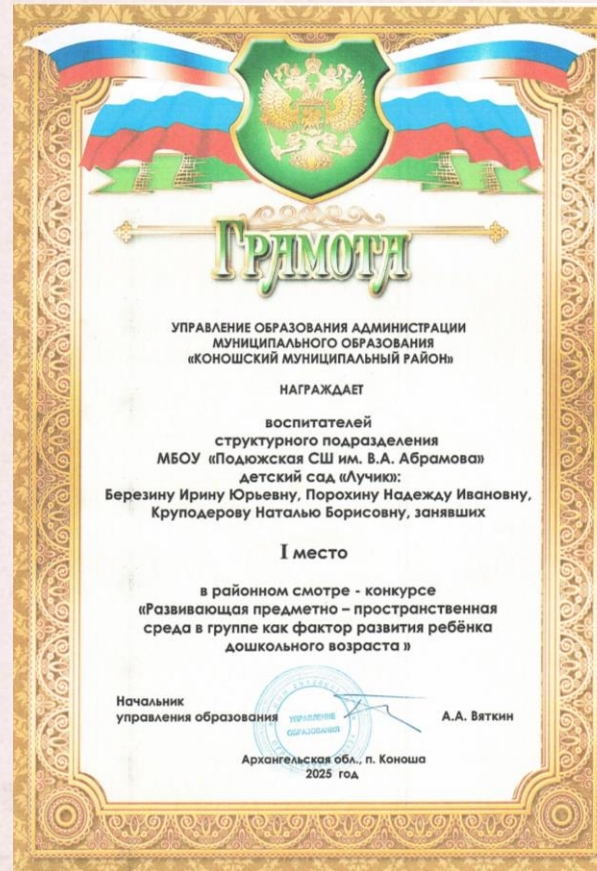 ГРАМОТА
УПРАВЛЕНИЕ ОБРАЗОВАНИЯ АДМИНИСТРАЦИИ
МУНИЦИПАЛЬНОГО ОБРАЗОВАНИЯ
«КОНОШСКИЙ МУНИЦИПАЛЬНЫЙ РАЙОН»
НАГРАЖДАЕТ
воспитателей
структурного подразделения
МБОУ «Подюжская СШ им. В.А. Абрамова»
детский сад «Лучик»:
Березину Ирину Юрьевну, Порохину Надежду Ивановну,
Круподерову Наталью Борисовну, занявших
I место
в районном смотре - конкурсе
«Развивающая предметно – пространственная
среда в группе как фактор развития ребёнка
дошкольного возраста »
Начальник
управления образования
А.А. Вяткин
УПРАВЛЕНИЕ
ОБРАЗОВАНИЯ
Архангельская обл., п. Коноша
2025 год